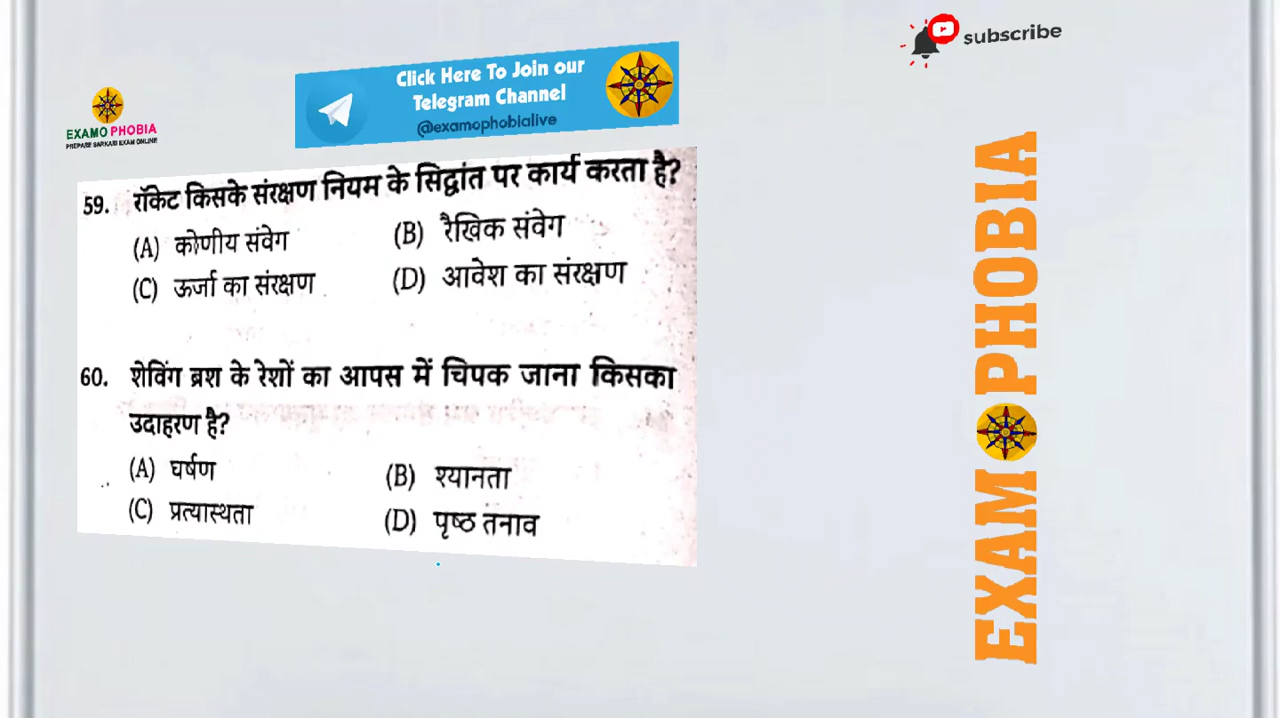 subscribe
Click Here To Join our
Telegram Channel
@examophobialive
EXAMO PHOBIA
PREPARE SARKARI EXAM ONLINE
59. रॉकेट किसके संरक्षण नियम के सिद्वांत पर कार्य करता है?
(A) कोणीय संवेग (B) रैखिक संवेग
(C) ऊर्जा का संरक्षण (D) आवेश का संरक्षण
60. शेविंग ब्रश के रेशों का आपस में चिपक जाना किसका
उदाहरण है?
(A) घर्षण (B) श्यानता
(C) प्रत्यास्थता (D) पृष्ठ तनाव
EXAM PHOBIA